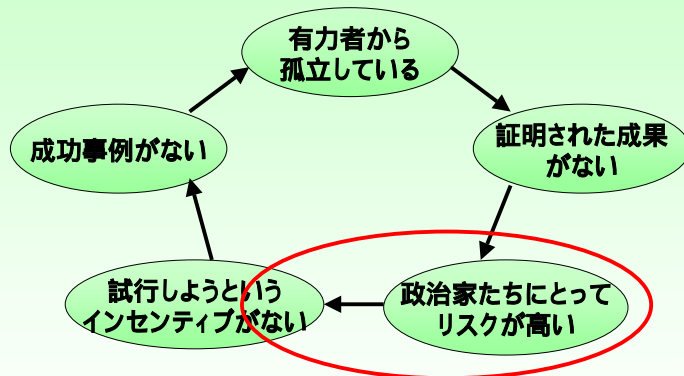 有力者から
孤立している
証明された成果
がない
政治家たちにとって
リスクが高い
試行しようという
インセンティブがない
成功事例がない